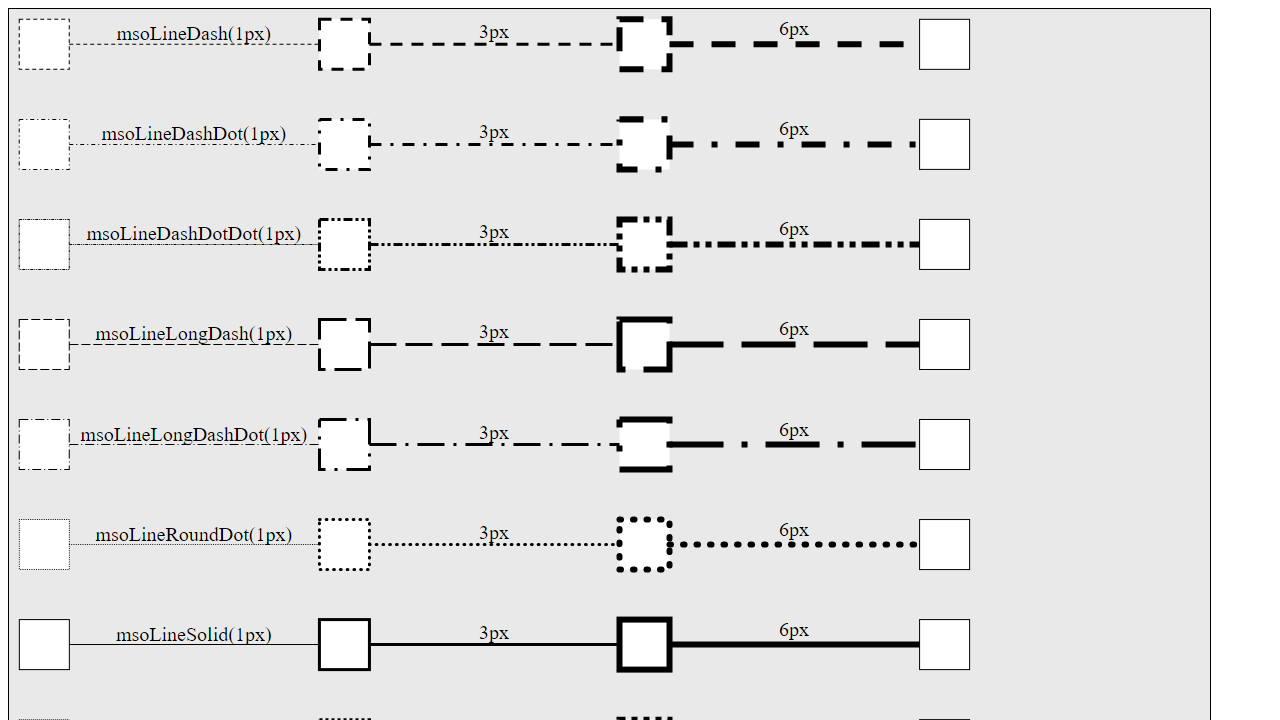 msoLineDash(1px) 3px 6px
msoLineDashDot(1px) 3px 6px
msoLineDashDotDot(1px) 3px 6px
msoLineLongDash(1px) 3px 6px
msoLineLongDashDot(1px) 3px 6px
msoLineRoundDot(1px) 3px 6px
msoLineSolid(1px) 3px 6px